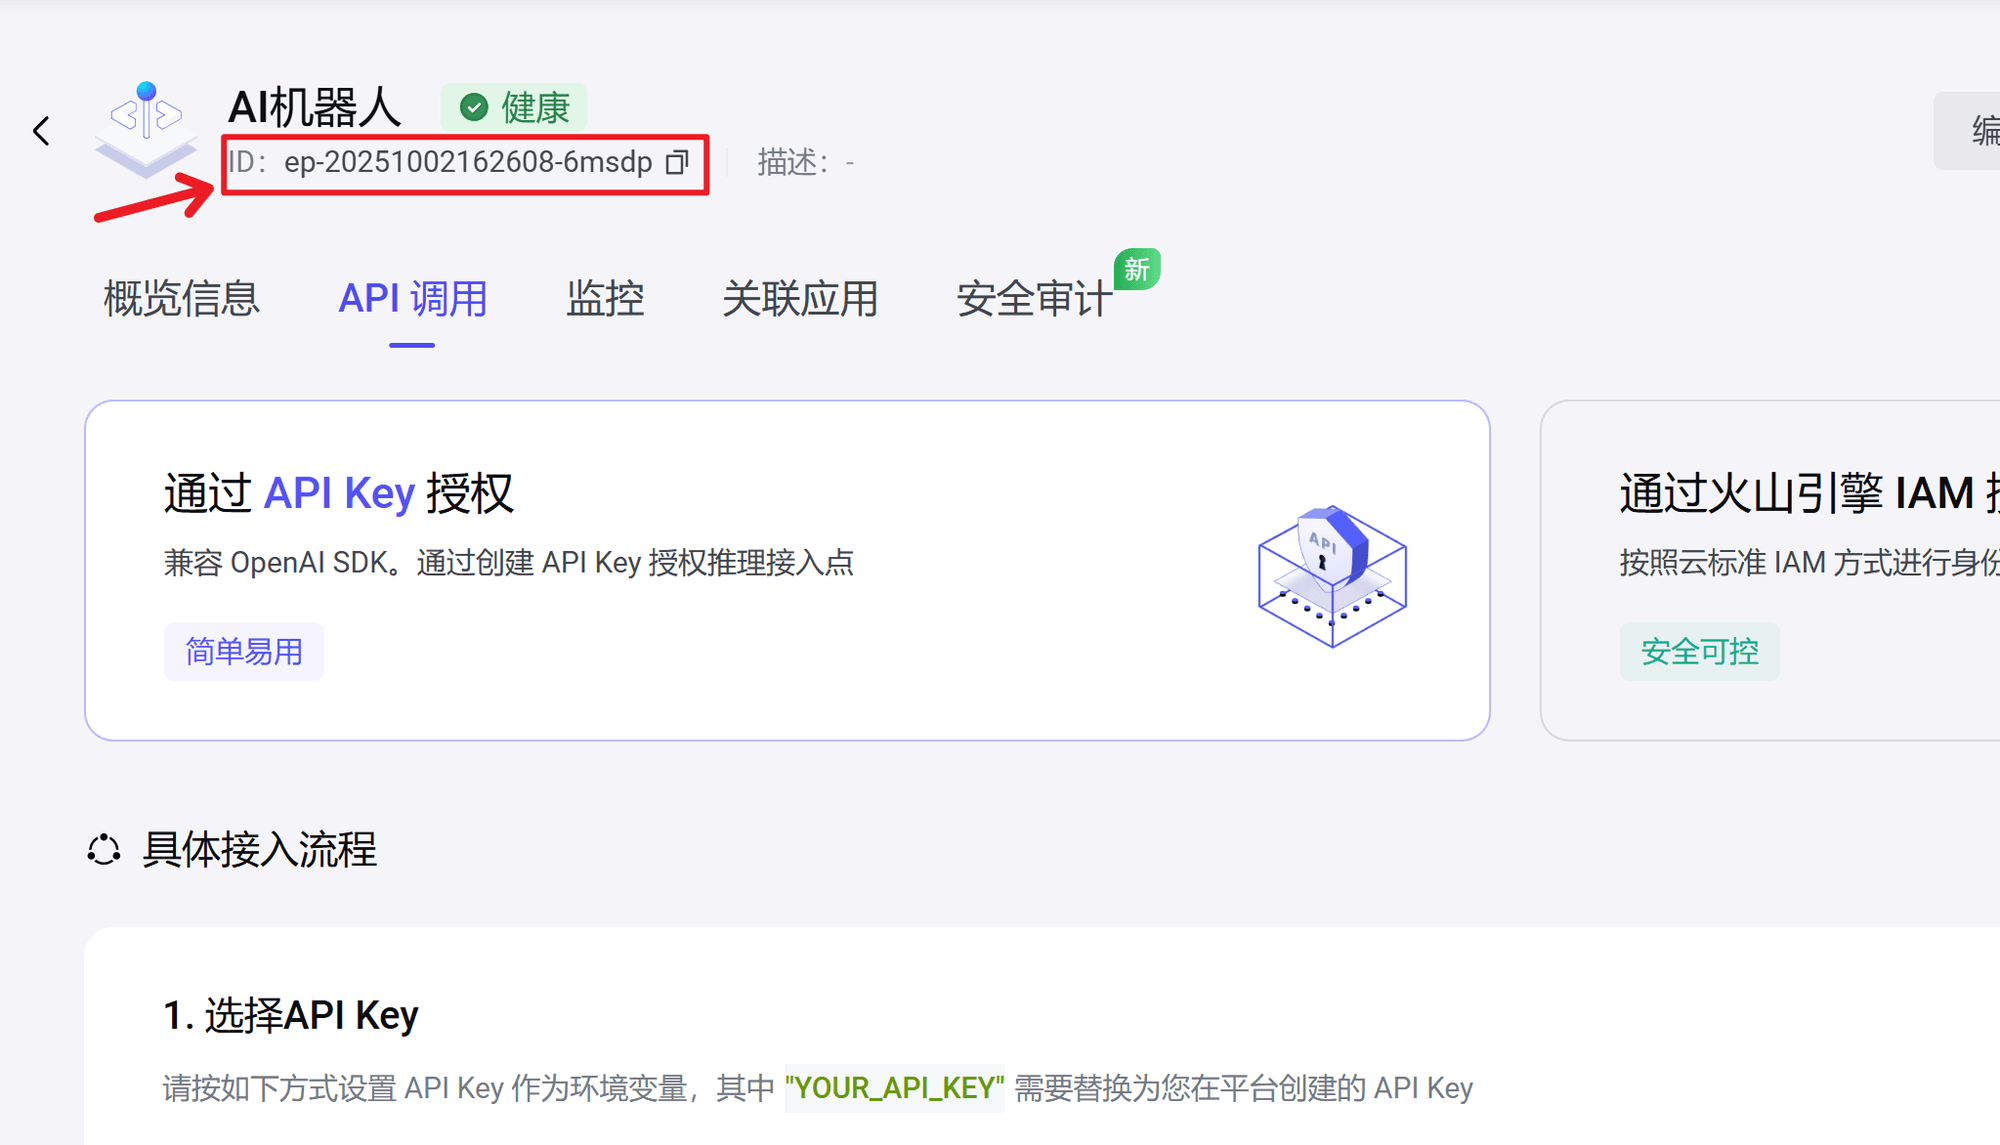 AI机器人 健康
ID: ep-20251002162608-6msdp 描述: -
编
概览信息 API 调用 监控 关联应用 安全审计 新
通过 API Key 授权
兼容 OpenAI SDK。通过创建 API Key 授权推理接入点
API
简单易用
通过火山引擎 IAM
按照云标准 IAM 方式进行身份
安全可控
具体接入流程
1. 选择API Key
请按如下方式设置 API Key 作为环境变量，其中 "YOUR_API_KEY" 需要替换为您在平台创建的 API Key